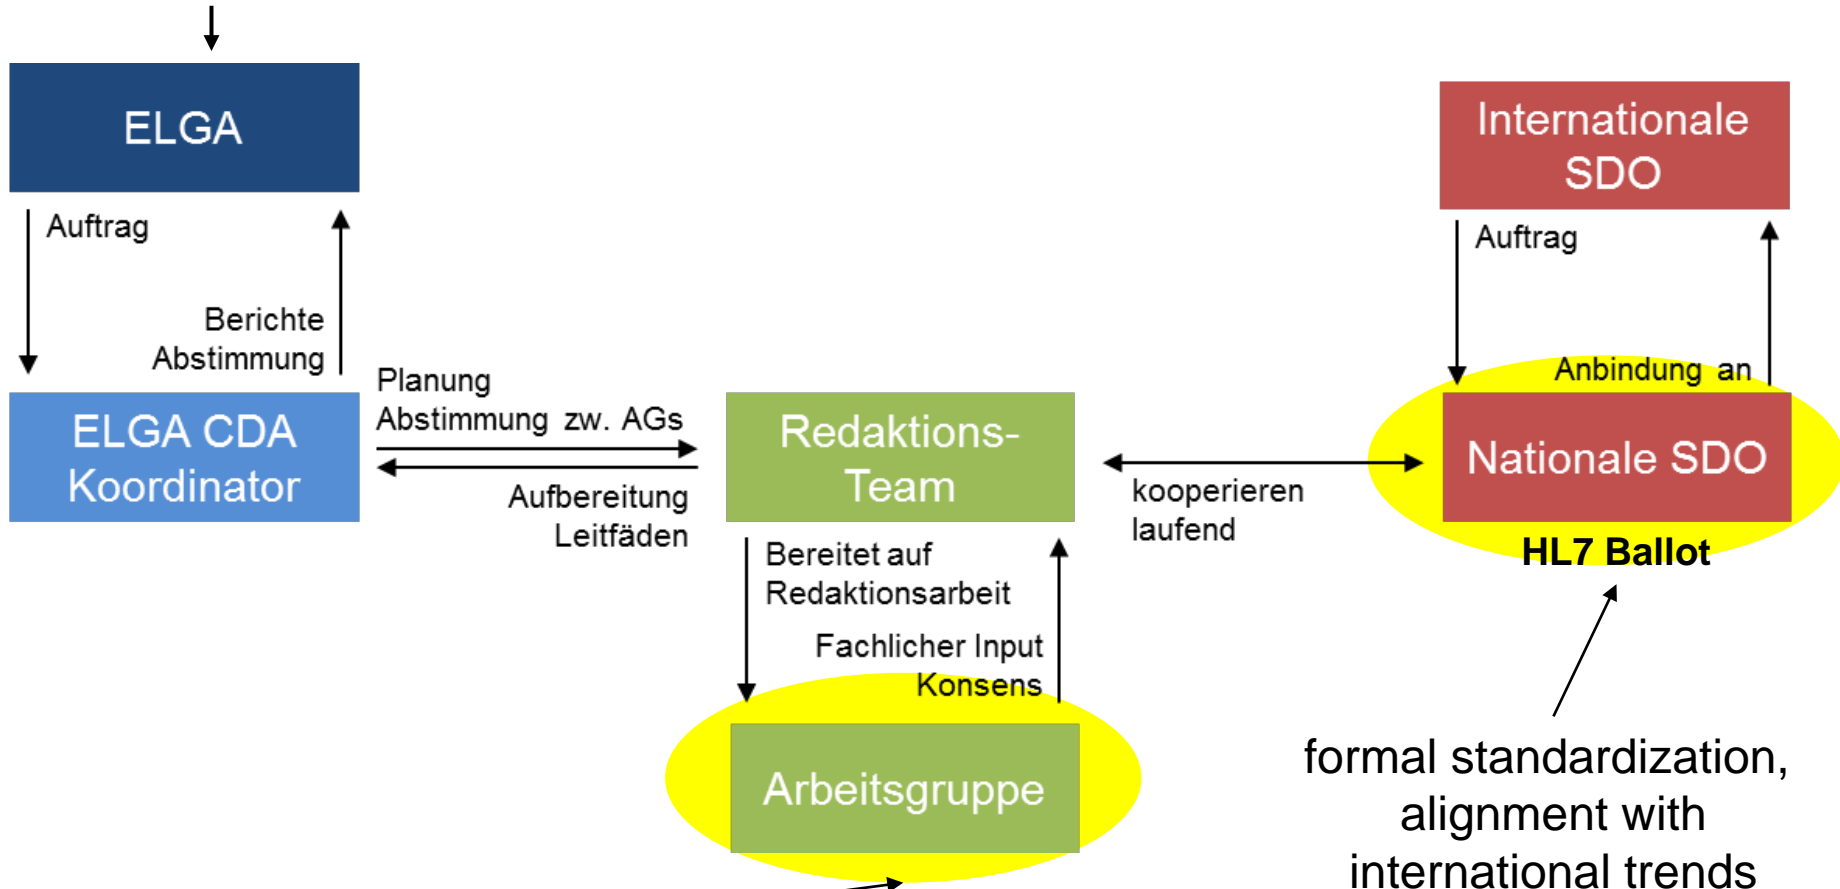 ELGA
Auftrag
Berichte
Abstimmung
ELGA CDA
Koordinator
Planung
Abstimmung zw. AGs
Aufbereitung
Leitfäden
Redaktions-
Team
Bereitet auf
Redaktionsarbeit
Fachlicher Input
Konsens
Arbeitsgruppe
kooperieren
laufend
Internationale
SDO
Auftrag
Anbindung an
Nationale SDO
HL7 Ballot
formal standardization,
alignment with
international trends